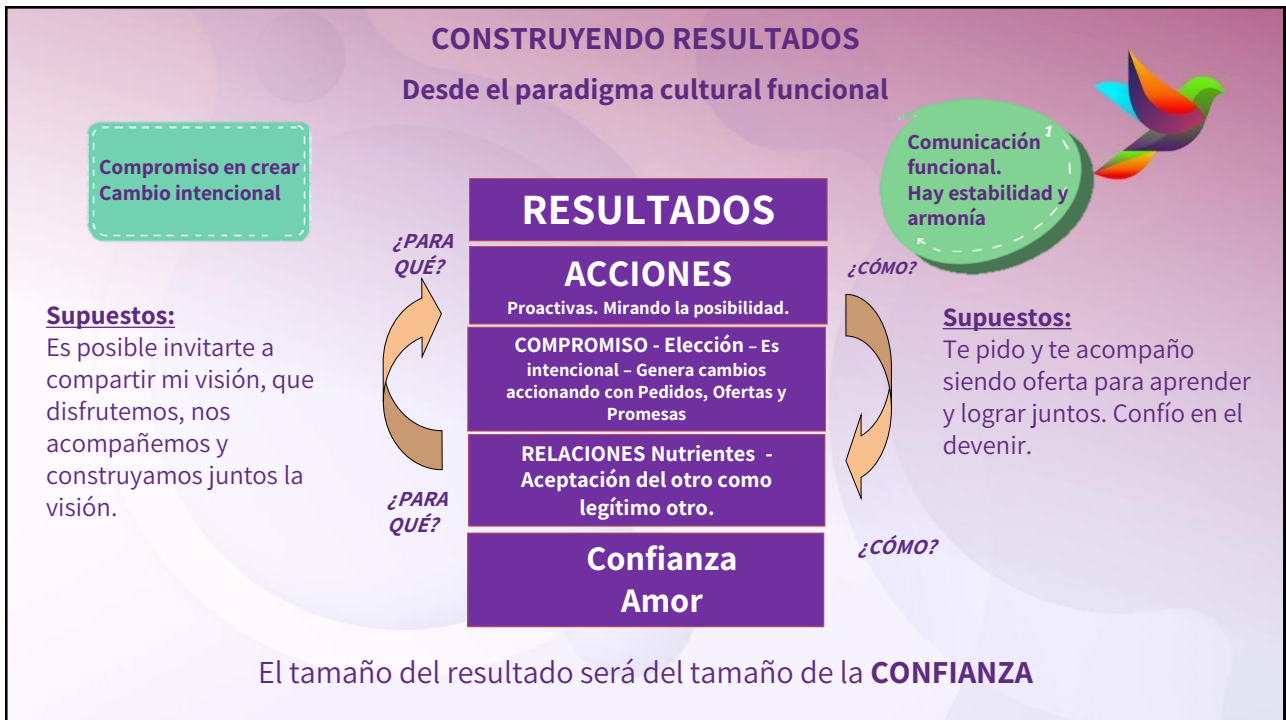 CONSTRUYENDO RESULTADOS
Desde el paradigma cultural funcional
Compromiso en crear
Cambio intencional
Comunicación
funcional.
Hay estabilidad y
armonía
1
¿PARA
QUÉ?
¿CÓMO?
Supuestos:
Es posible invitarte a
compartir mi visión, que
disfrutemos, nos
acompañemos y
construyamos juntos la
visión.
¿PARA
QUÉ?
RESULTADOS
ACCIONES
Proactivas. Mirando la posibilidad.
COMPROMISO - Elección – Es
intencional – Genera cambios
accionando con Pedidos, Ofertas y
Promesas
RELACIONES Nutrientes -
Aceptación del otro como
legítimo otro.
Confianza
Amor
Supuestos:
Te pido y te acompaño
siendo oferta para aprender
y lograr juntos. Confío en el
devenir.
¿CÓMO?
El tamaño del resultado será del tamaño de la CONFIANZA